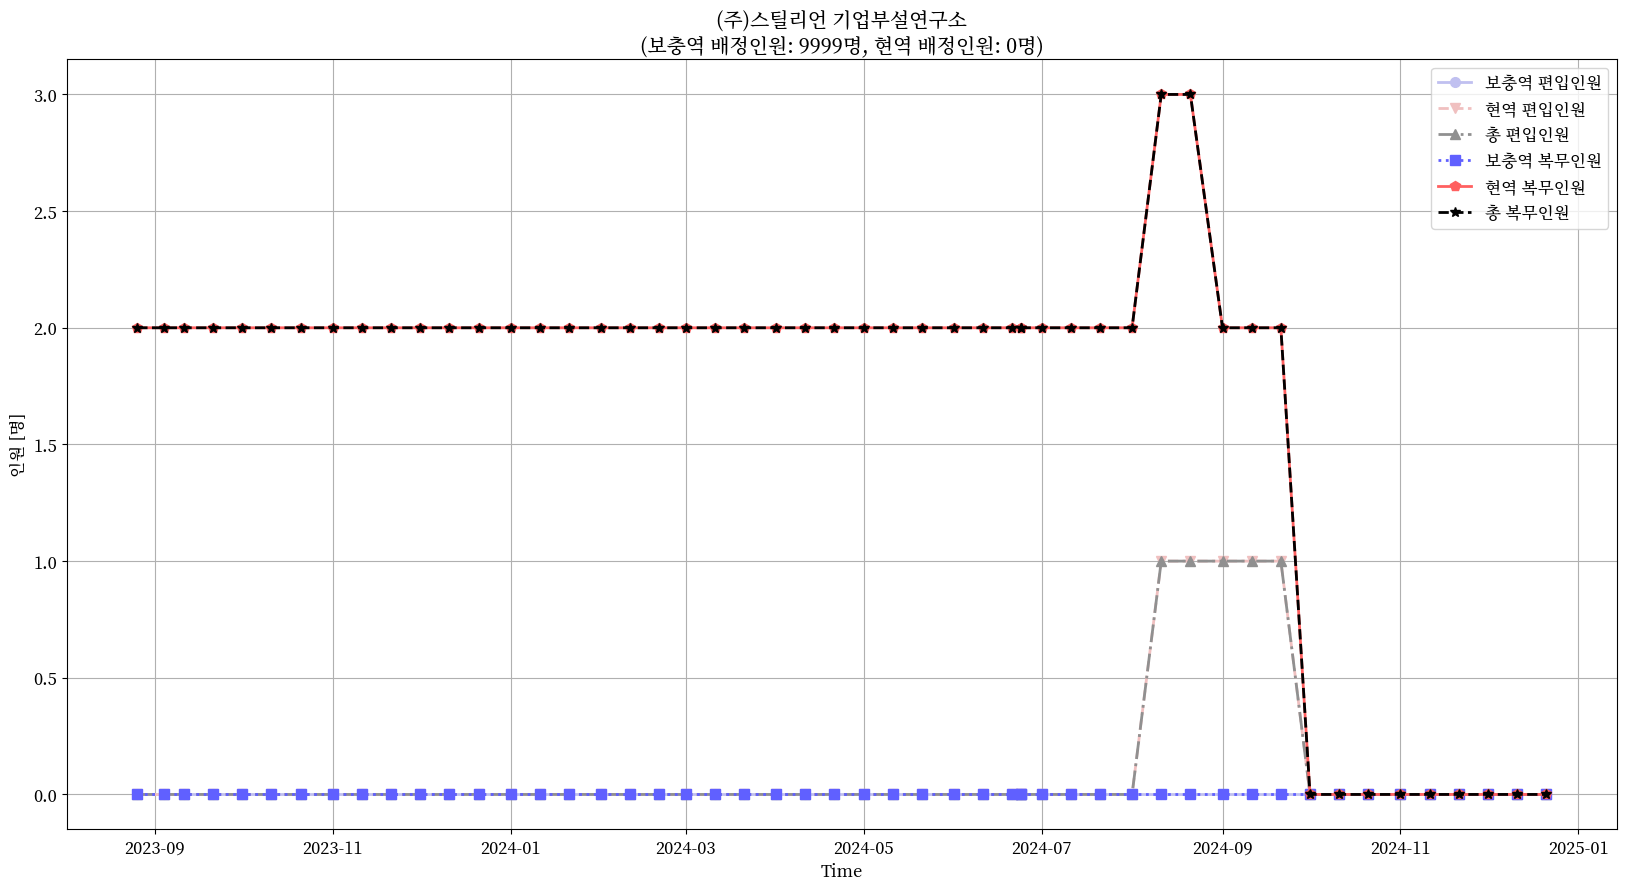 (주)스틸리언 기업부설연구소
(보충역 배정인원: 9999명, 현역 배정인원: 0명)
보충역 편입인원
현역 편입인원
총 편입인원
보충역 복무인원
현역 복무인원
총 복무인원
인원 [명]
3.0
2.5
2.0
1.5
1.0
0.5
0.0
2023-09 2023-11 2024-01 2024-03 2024-05 2024-07 2024-09 2024-11 2025-01
Time